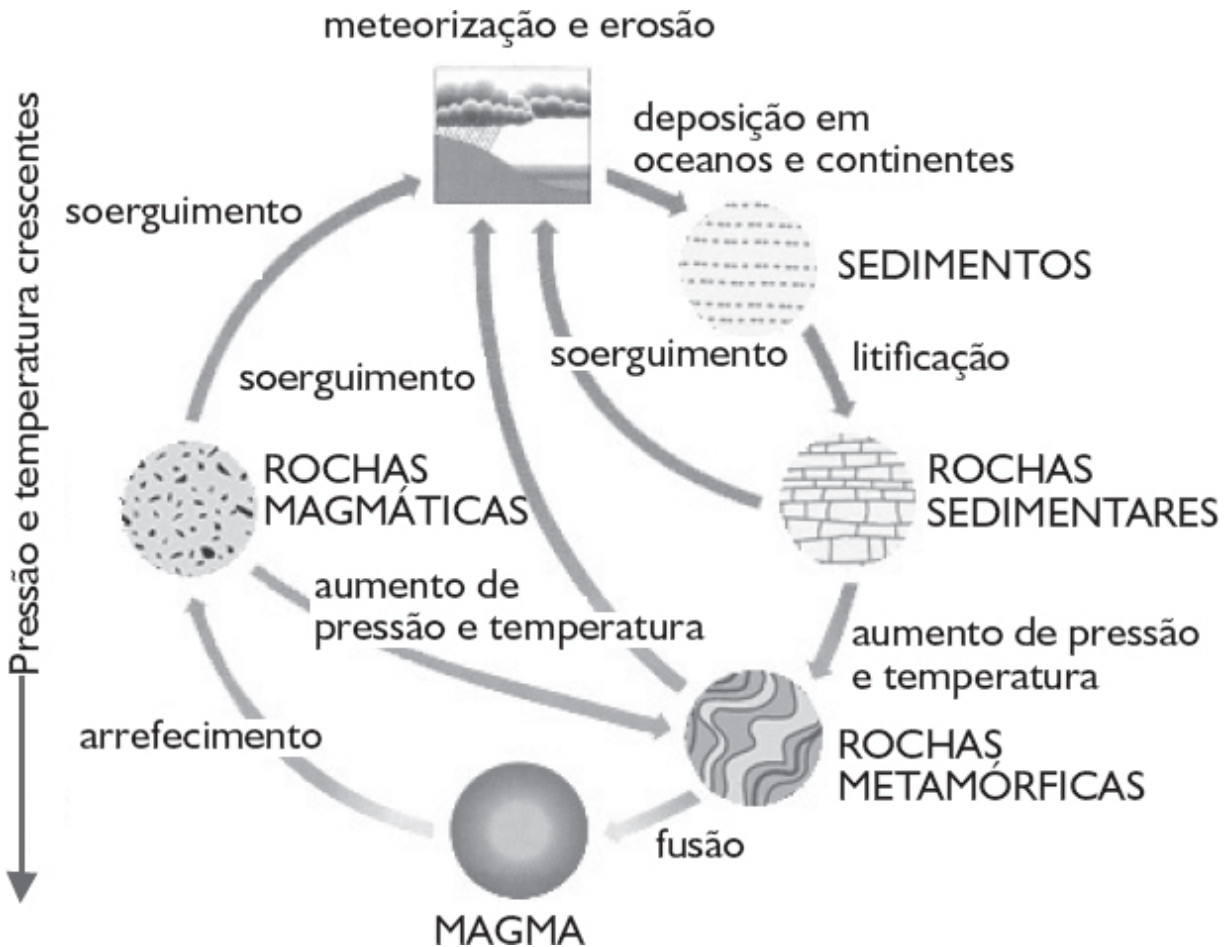 meteorização e erosão
Pressão e temperatura crescentes
deposição em
oceanos e continentes
soerguimento
SEDIMENTOS
soerguimento
litificação
soerguimento
ROCHAS
MAGMÁTICAS
ROCHAS
SEDIMENTARES
aumento de
pressão e temperatura
aumento de pressão
e temperatura
arrefecimento
ROCHAS
METAMÓRFICAS
fusão
MAGMA